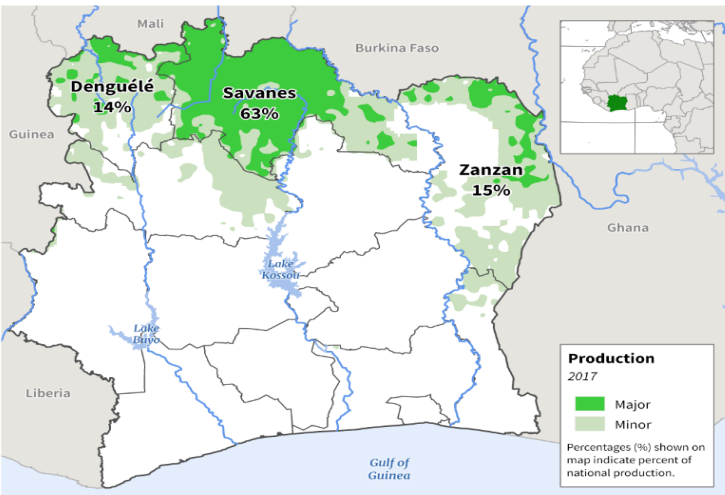 Mali
Burkina Faso
Denguélé
14%
Savanes
63%
Guinea
Zanzan
15%
Ghana
Lake
Kossou
Lake
Buyo
Liberia
Gulf of
Guinea
Production
2017
Major
Minor
Percentages (%) shown on
map indicate percent of
national production.